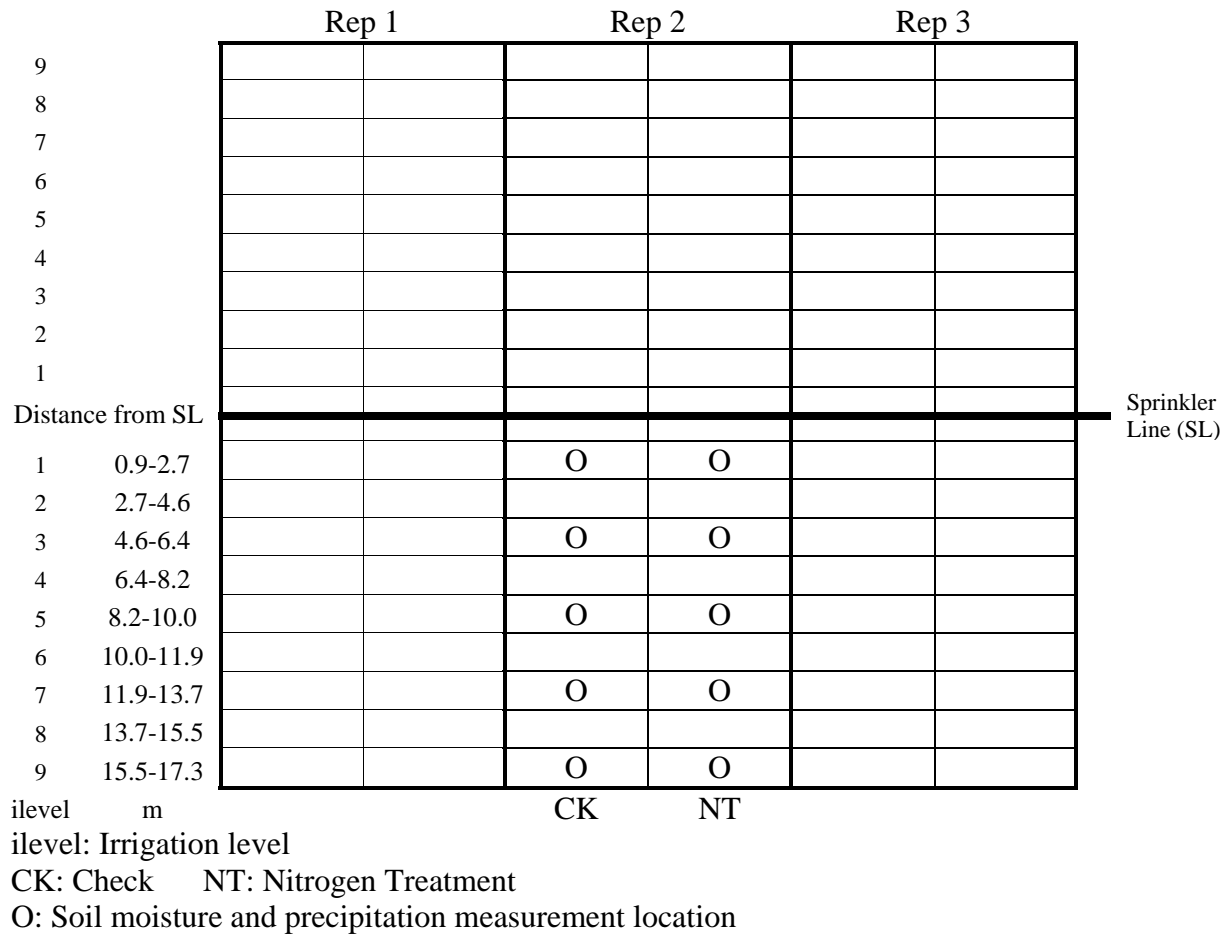 Rep 1 Rep 2 Rep 3
9
8
7
6
5
4
3
2
1
Distance from SL
Sprinkler
Line (SL)
1 0.9-2.7 O O
2 2.7-4.6
3 4.6-6.4 O O
4 6.4-8.2
5 8.2-10.0 O O
6 10.0-11.9
7 11.9-13.7 O O
8 13.7-15.5
9 15.5-17.3 O O
ilevel m CK NT
ilevel: Irrigation level
CK: Check NT: Nitrogen Treatment
O: Soil moisture and precipitation measurement location